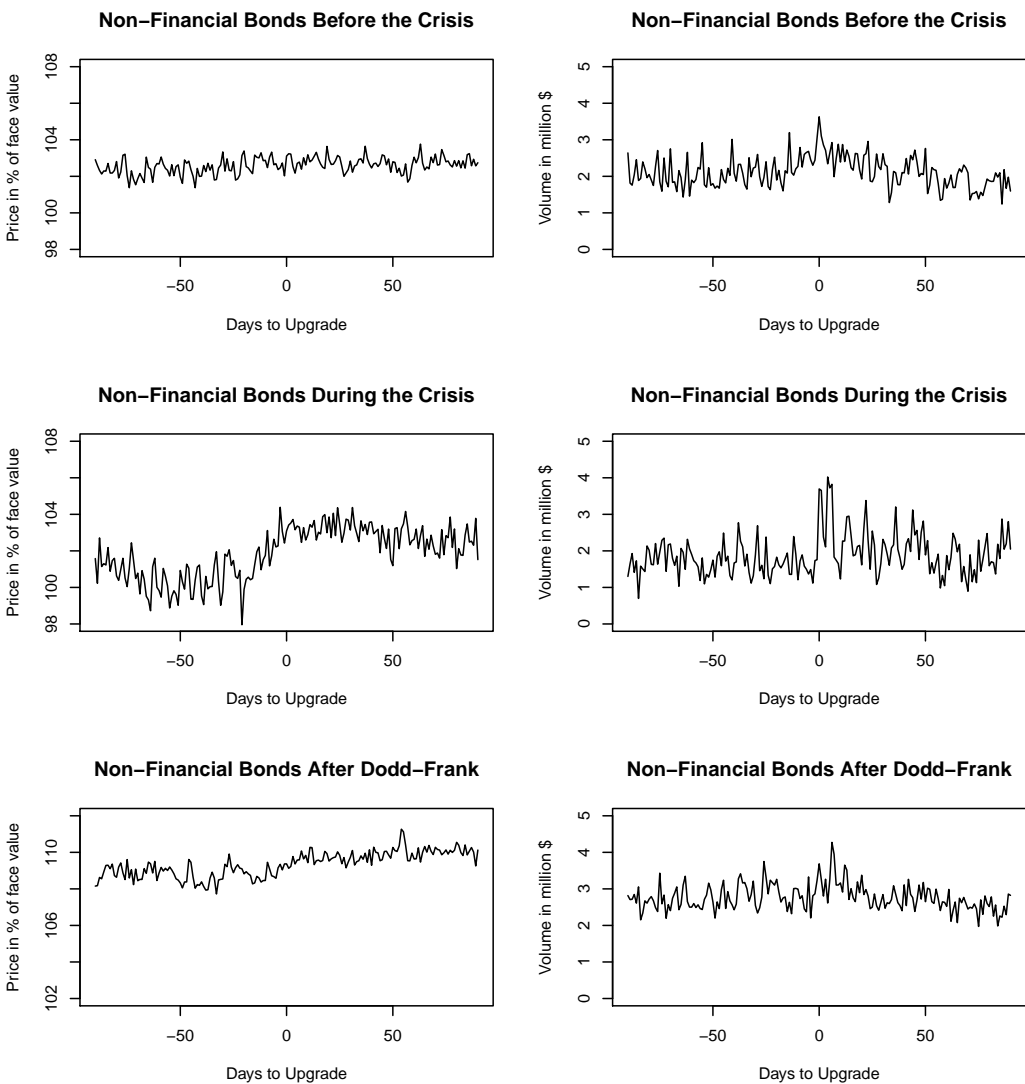 Non−Financial Bonds Before the Crisis
Price in % of face value
98 100 104 108
−50 0 50
Days to Upgrade
Non−Financial Bonds Before the Crisis
Volume in million $
0 1 2 3 4 5
−50 0 50
Days to Upgrade
Non−Financial Bonds During the Crisis
Price in % of face value
98 100 104 108
−50 0 50
Days to Upgrade
Non−Financial Bonds During the Crisis
Volume in million $
0 1 2 3 4 5
−50 0 50
Days to Upgrade
Non−Financial Bonds After Dodd−Frank
Price in % of face value
102 106 110
−50 0 50
Days to Upgrade
Non−Financial Bonds After Dodd−Frank
Volume in million $
0 1 2 3 4 5
−50 0 50
Days to Upgrade